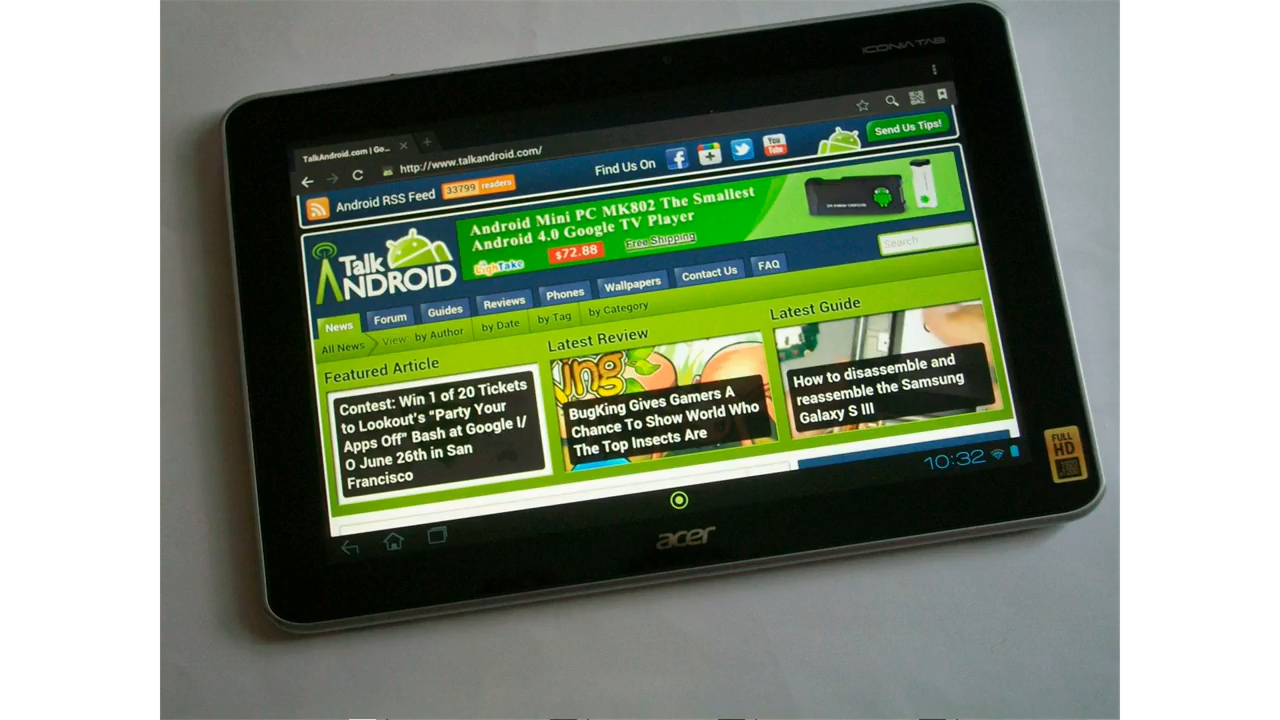 ICONIA TAB
TalkAndroid.com | Go...
http://www.talkandroid.com/
Android RSS Feed
33799 readers
Find Us On
You
Tube
Send Us Tips!
Talk
ANDROID
Android Mini PC MK802 The Smallest
Android 4.0 Google TV Player
$72.88
Free Shipping
LighTake
Search
News
Forum
Guides
Reviews
Phones
Wallpapers
Contact Us
FAQ
All News
View
by Author
by Date
by Tag
by Category
Featured Article
Contest: Win 1 of 20 Tickets
to Lookout's "Party Your
Apps Off" Bash at Google I/
O June 26th in San
Francisco
Latest Review
King
BugKing Gives Gamers A
Chance To Show World Who
The Top Insects Are
Latest Guide
How to disassemble and
reassemble the Samsung
Galaxy S III
10:32
FULL
HD
acer